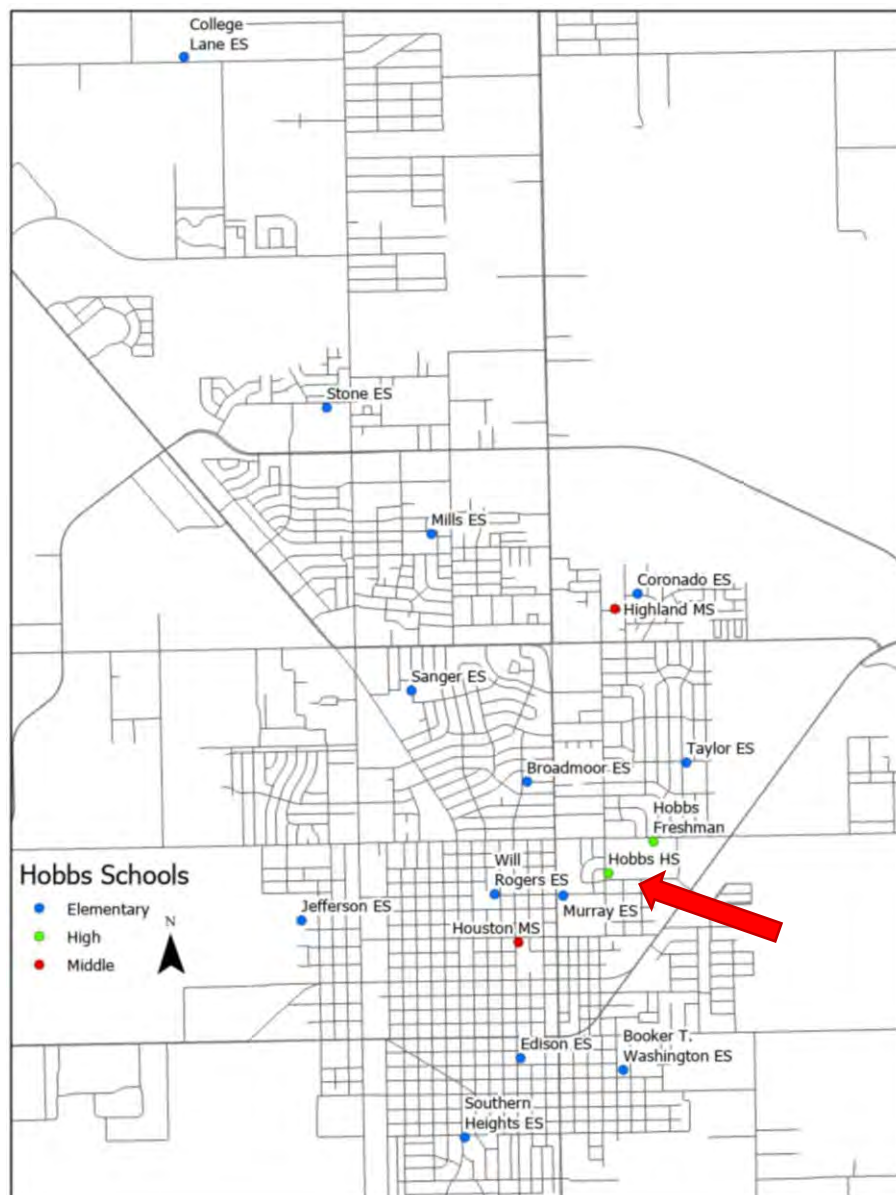 College
Lane ES
Stone ES
Mills ES
Coronado ES
Highland MS
Sanger ES
Taylor ES
Broadmoor ES
Hobbs
Freshman
Hobbs HS
Will
Rogers ES
Murray ES
Jefferson ES
Houston MS
Hobbs Schools
Elementary
High
Middle
N
Edison ES
Booker T.
Washington ES
Southern
Heights ES